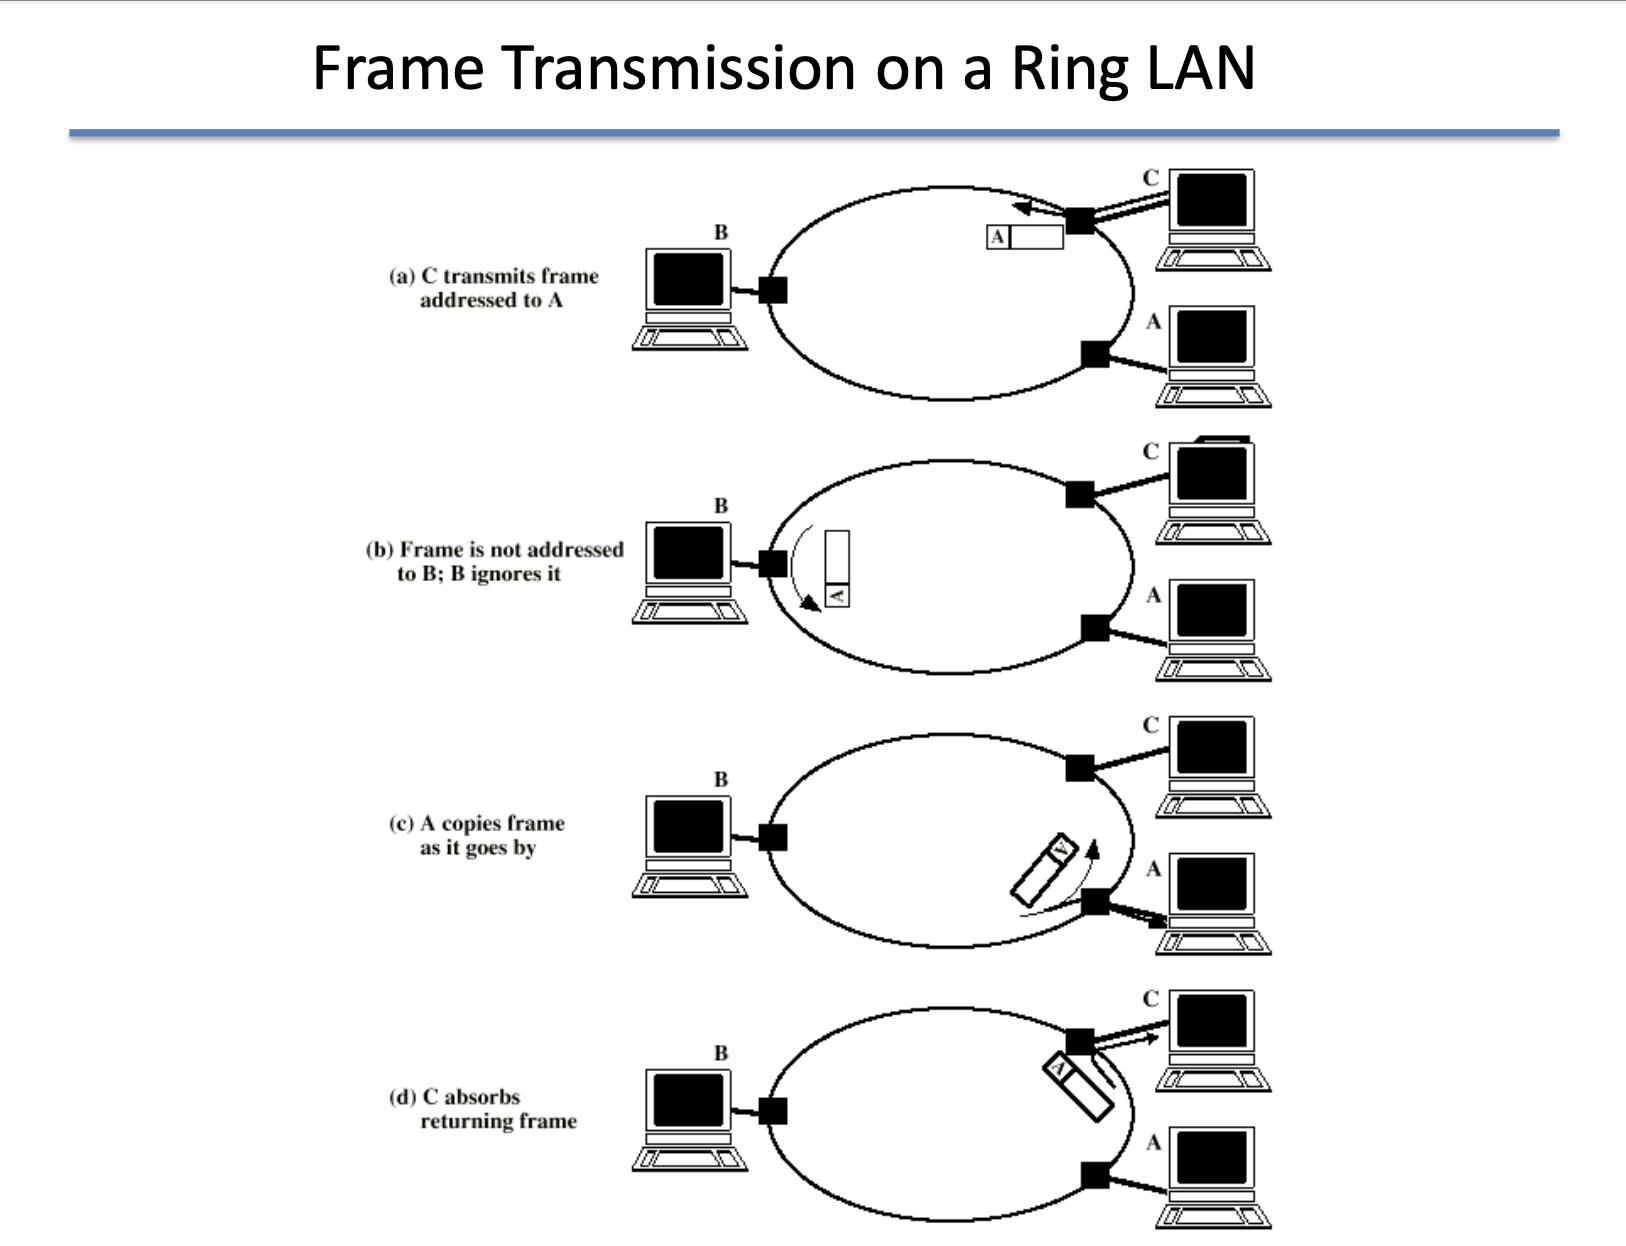 Frame Transmission on a Ring LAN
C
A
B
(a) C transmits frame
addressed to A
A
C
B
(b) Frame is not addressed
to B; B ignores it
A
A
C
B
(c) A copies frame
as it goes by
A
A
C
B
A
(d) C absorbs
returning frame
A